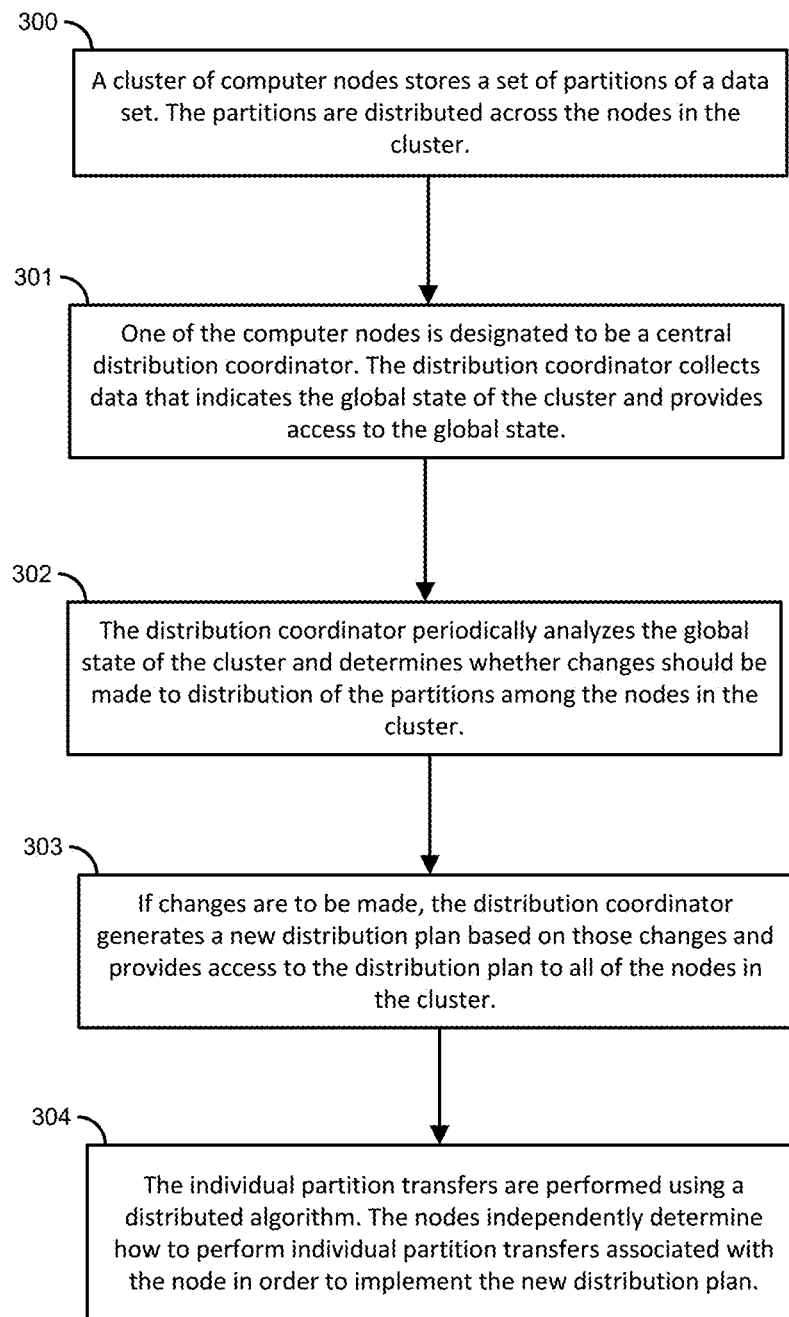 300
A cluster of computer nodes stores a set of partitions of a data
set. The partitions are distributed across the nodes in the
cluster.
301
One of the computer nodes is designated to be a central
distribution coordinator. The distribution coordinator collects
data that indicates the global state of the cluster and provides
access to the global state.
302
The distribution coordinator periodically analyzes the global
state of the cluster and determines whether changes should be
made to distribution of the partitions among the nodes in the
cluster.
303
If changes are to be made, the distribution coordinator
generates a new distribution plan based on those changes and
provides access to the distribution plan to all of the nodes in
the cluster.
304
The individual partition transfers are performed using a
distributed algorithm. The nodes independently determine
how to perform individual partition transfers associated with
the node in order to implement the new distribution plan.